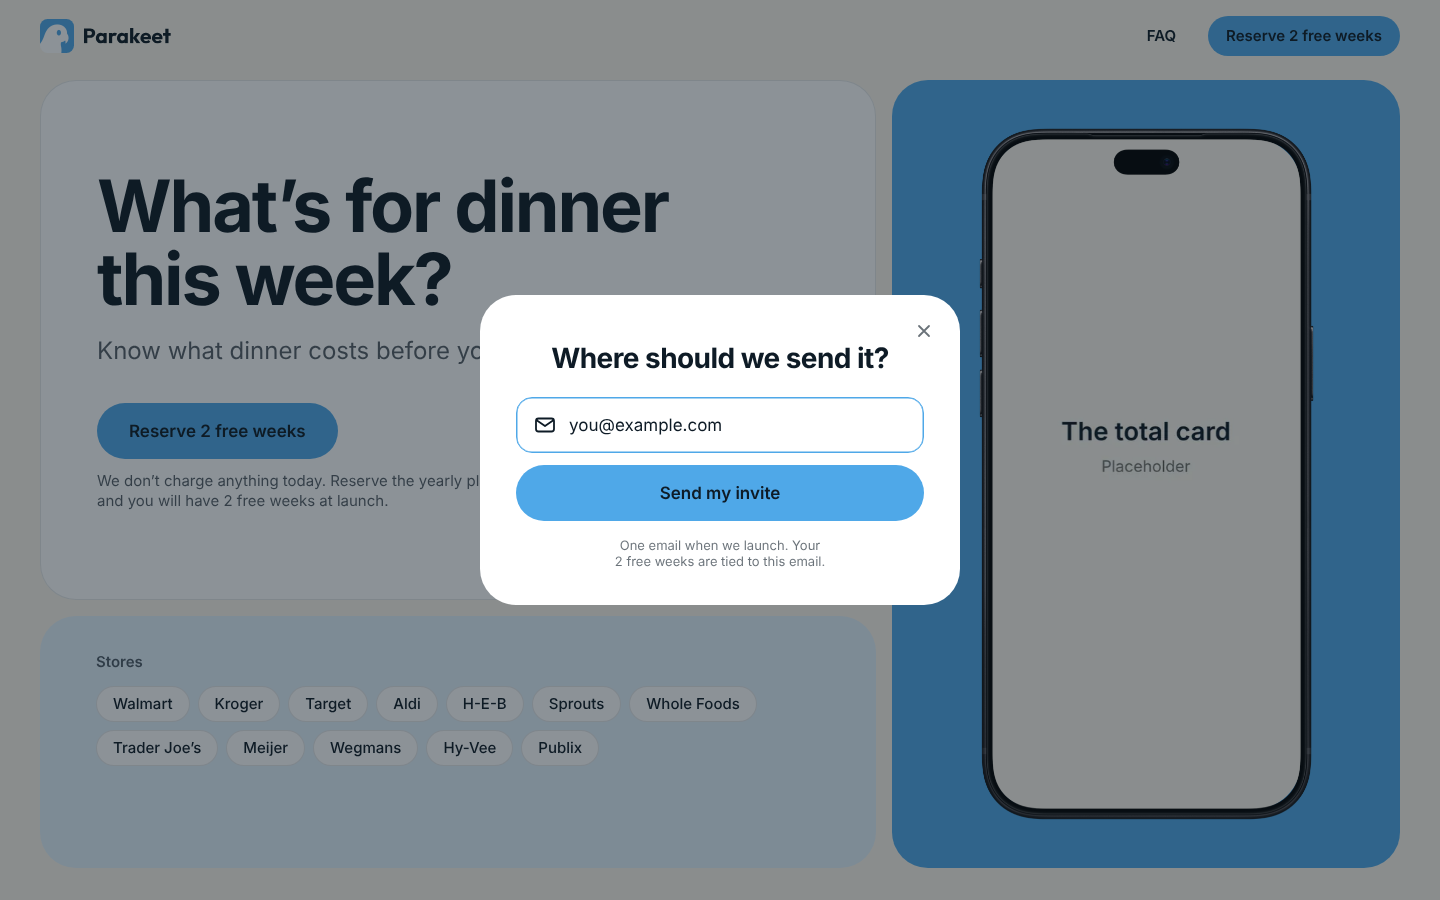 Parakeet
FAQ
Reserve 2 free weeks
What’s for dinner
this week?
Know what dinner costs before yo
Reserve 2 free weeks
We don’t charge anything today. Reserve the yearly pl
and you will have 2 free weeks at launch.
Where should we send it?
you@example.com
Send my invite
One email when we launch. Your
2 free weeks are tied to this email.
The total card
Placeholder
Stores
Walmart
Kroger
Target
Aldi
H-E-B
Sprouts
Whole Foods
Trader Joe’s
Meijer
Wegmans
Hy-Vee
Publix